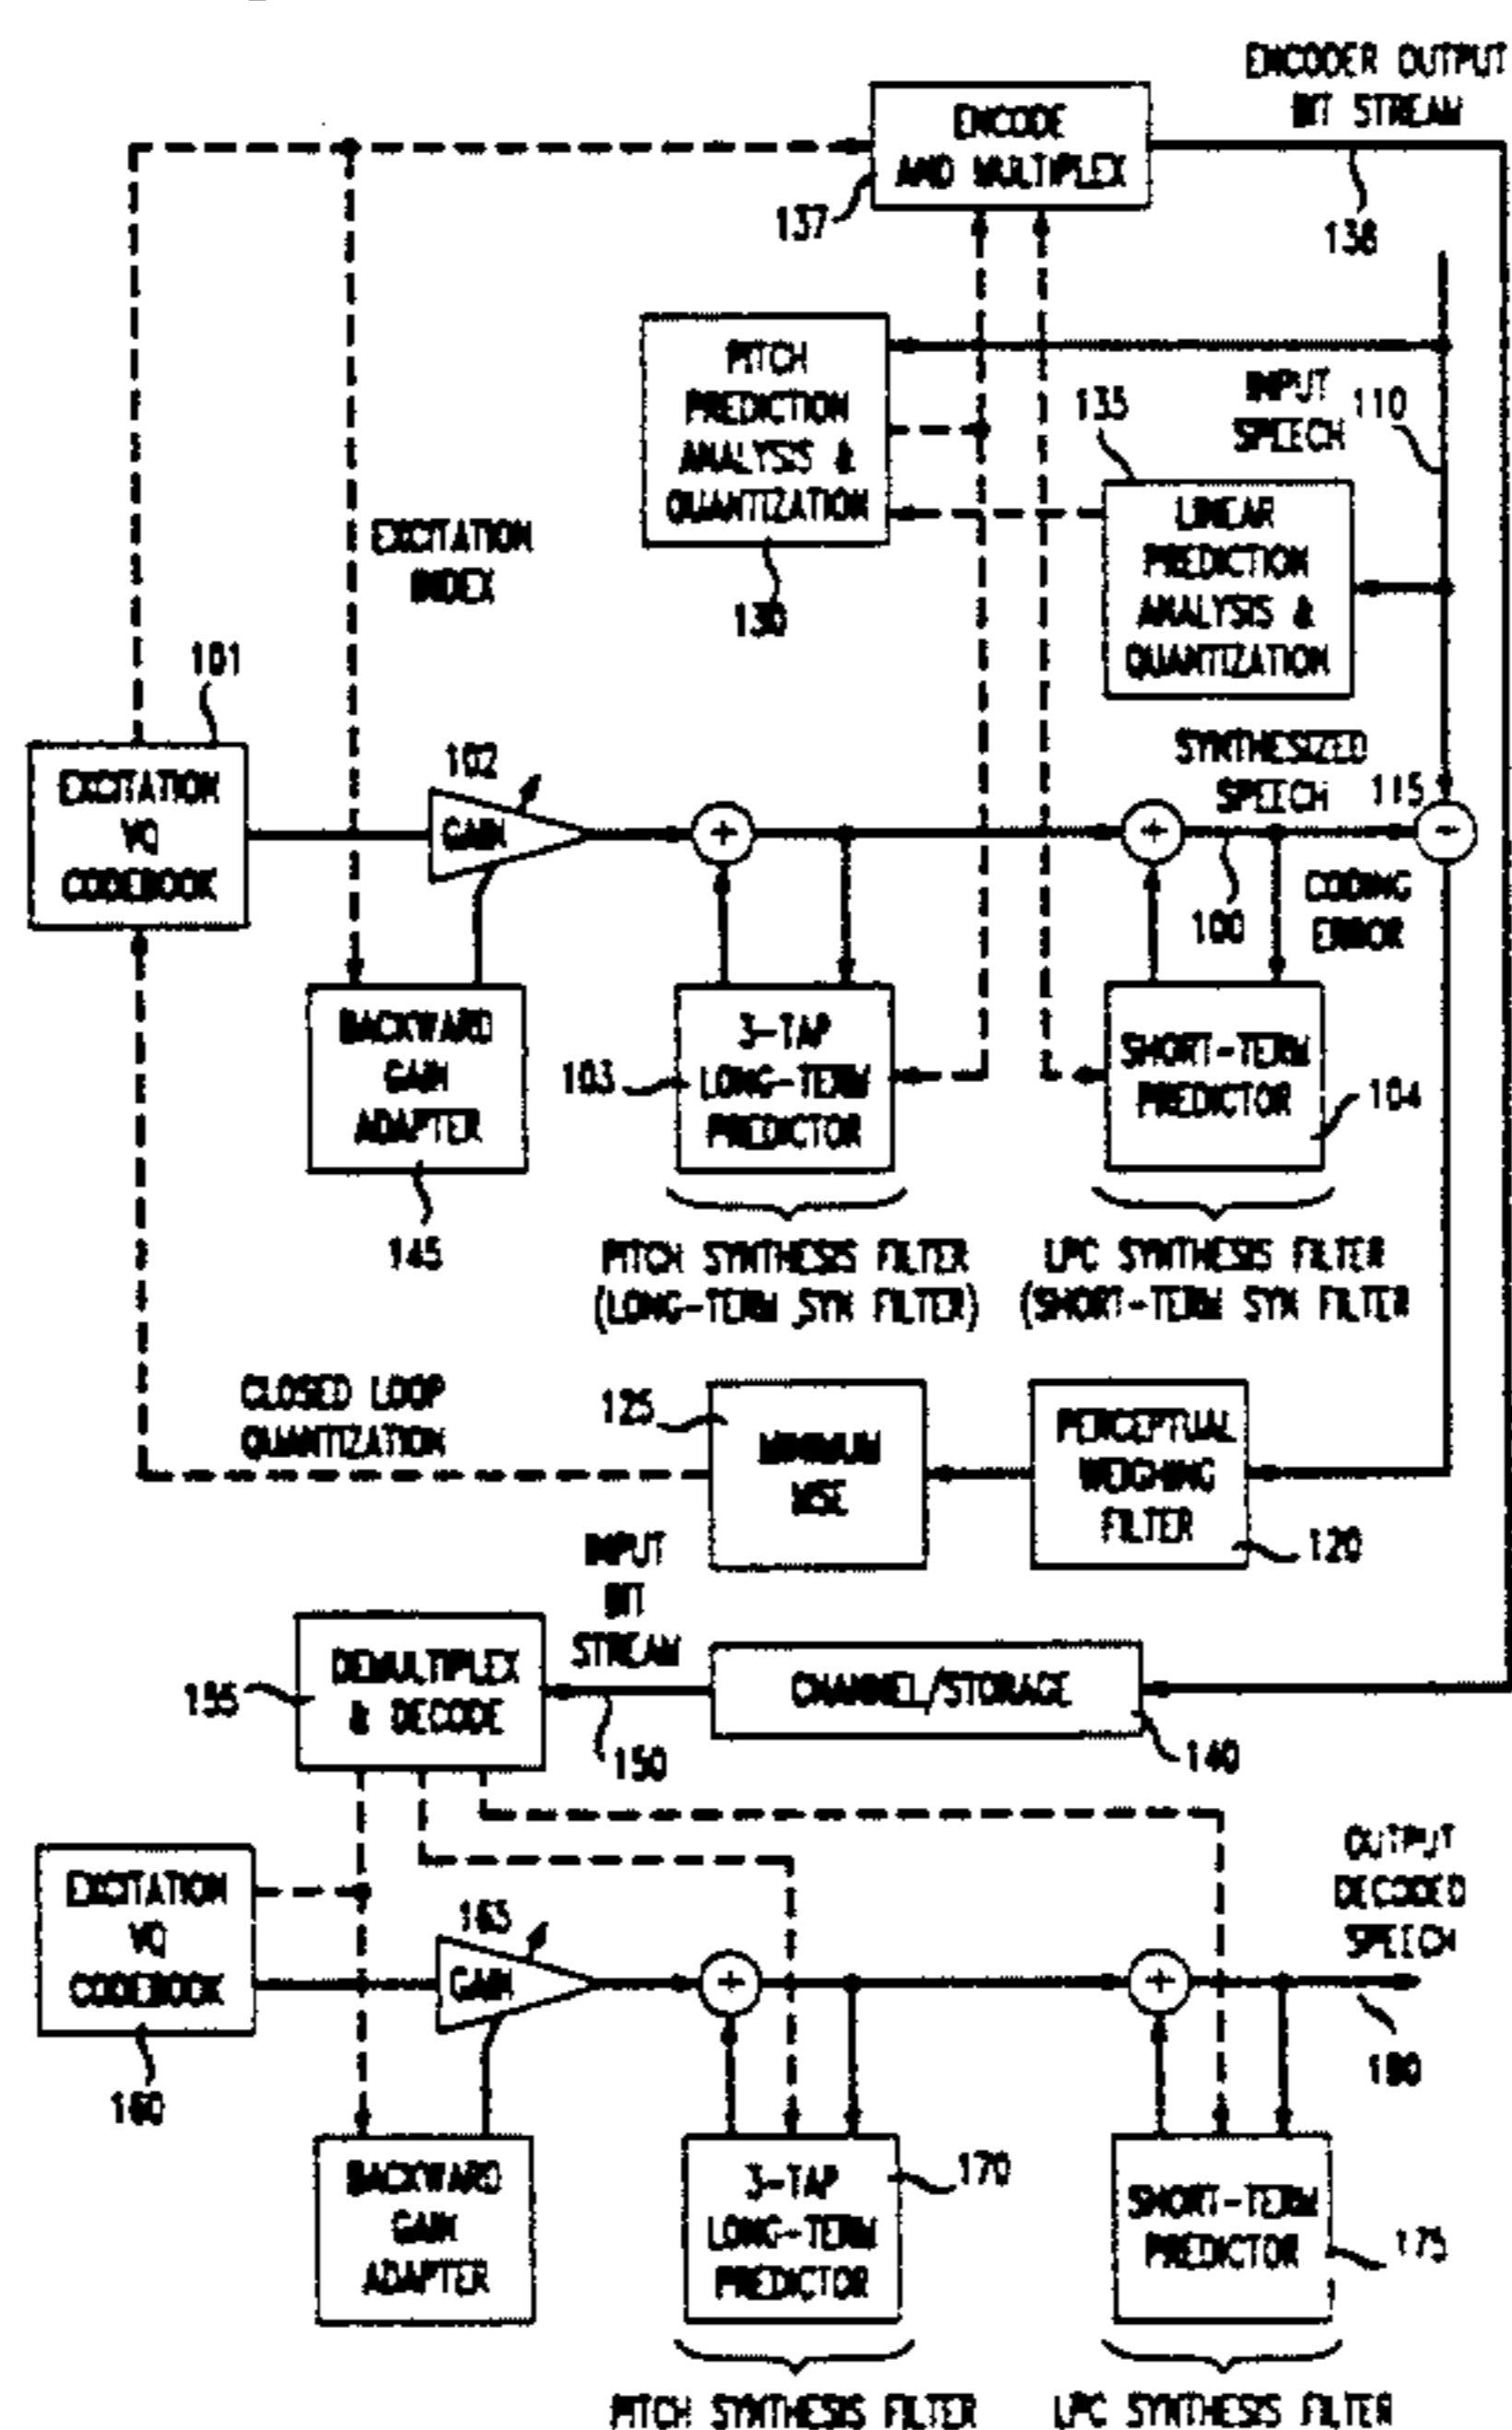 ENCODER OUTPUT
BIT STREAM
ENCODE
AND MULTIPLEX
137
138
PITCH
PREDICTION
ANALYSIS &
QUANTIZATION
130
INPUT
SPEECH
110
135
LINEAR
PREDICTION
ANALYSIS &
QUANTIZATION
EXCITATION
INDEX
101
EXCITATION
VQ
CODEBOOK
102
GAIN
+
+
SYNTHESIZED
SPEECH
115
-
100
CODING
ERROR
BACKWARD
GAIN
ADAPTER
145
103
3-TAP
LONG-TERM
PREDICTOR
SHORT-TERM
PREDICTOR
104
PITCH SYNTHESIS FILTER
(LONG-TERM SYN FILTER)
LPC SYNTHESIS FILTER
(SHORT-TERM SYN FILTER
CLOSED LOOP
QUANTIZATION
125
MINIMUM
MSE
PERCEPTUAL
WEIGHING
FILTER
120
INPUT
BIT
STREAM
155
DEMULTIPLEX
& DECODE
150
CHANNEL/STORAGE
140
EXCITATION
VQ
CODEBOOK
160
165
GAIN
+
+
OUTPUT
DECODED
SPEECH
BACKWARD
GAIN
ADAPTER
3-TAP
LONG-TERM
PREDICTOR
170
SHORT-TERM
PREDICTOR
175
PITCH SYNTHESIS FILTER
LPC SYNTHESIS FILTER